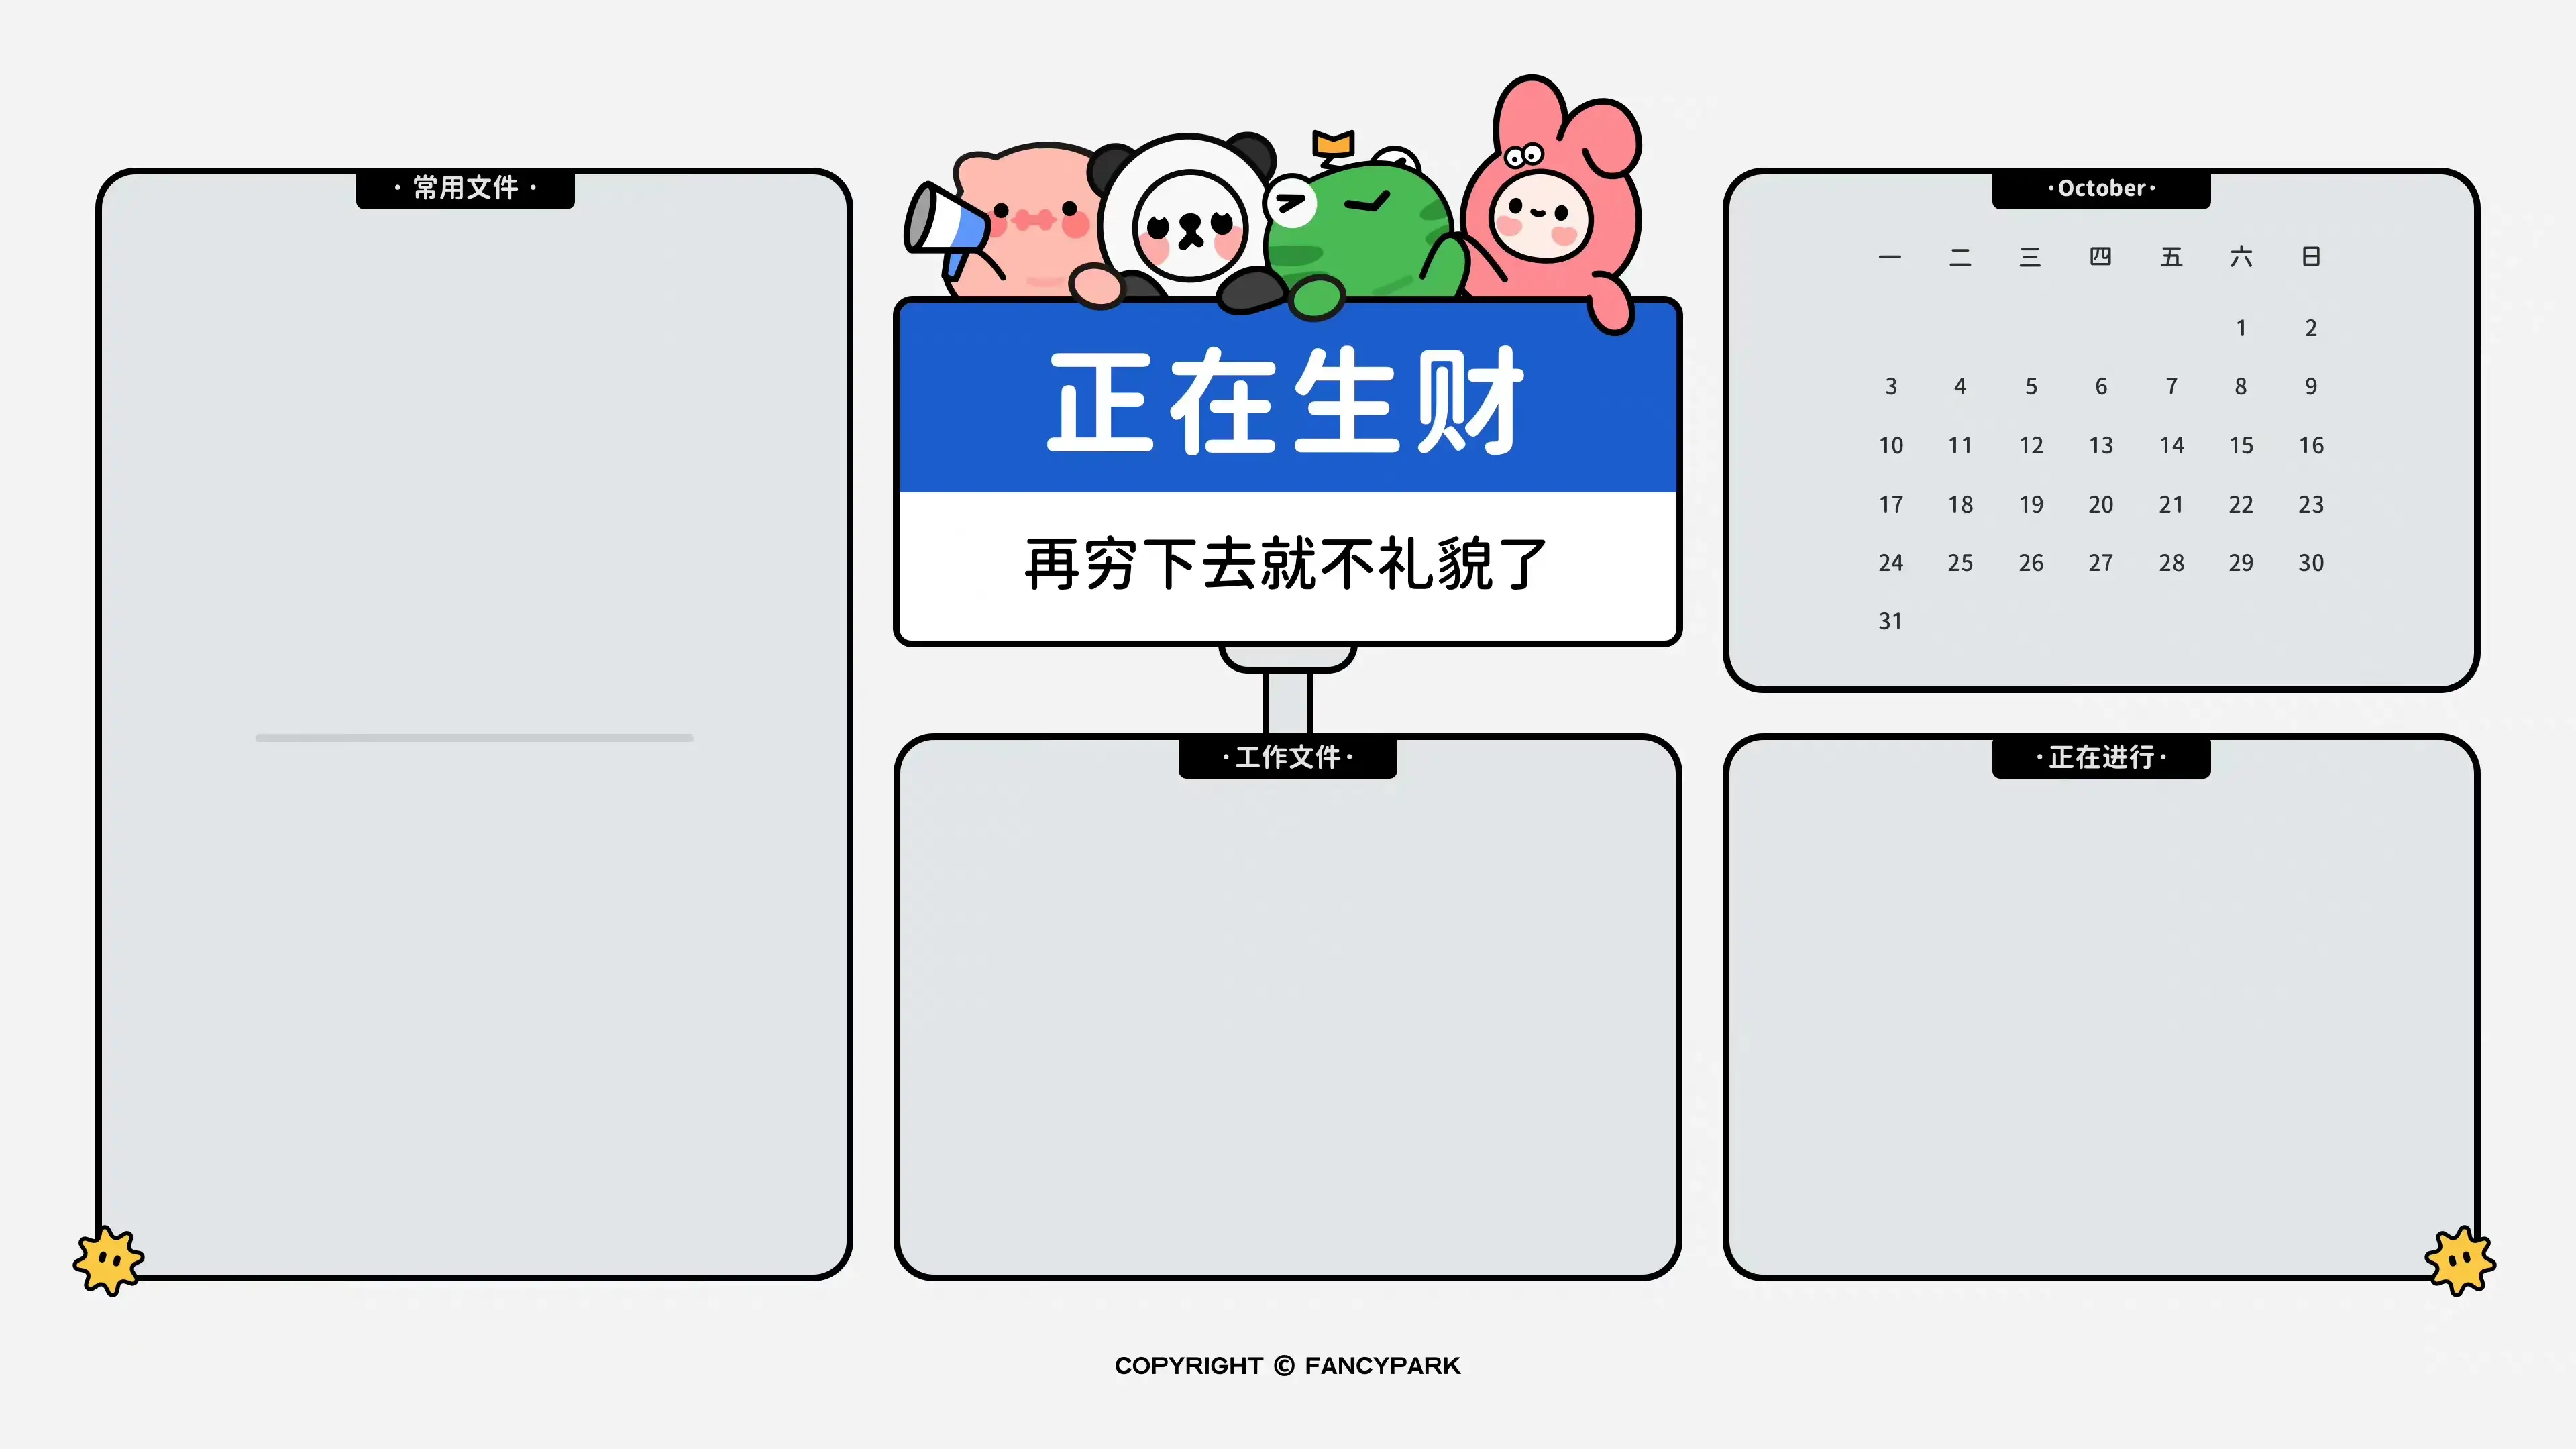 · 常用文件 ·
正在生财
再穷下去就不礼貌了
·October·
一 二 三 四 五 六 日
1 2
3 4 5 6 7 8 9
10 11 12 13 14 15 16
17 18 19 20 21 22 23
24 25 26 27 28 29 30
31
·工作文件·
·正在进行·
COPYRIGHT © FANCYPARK